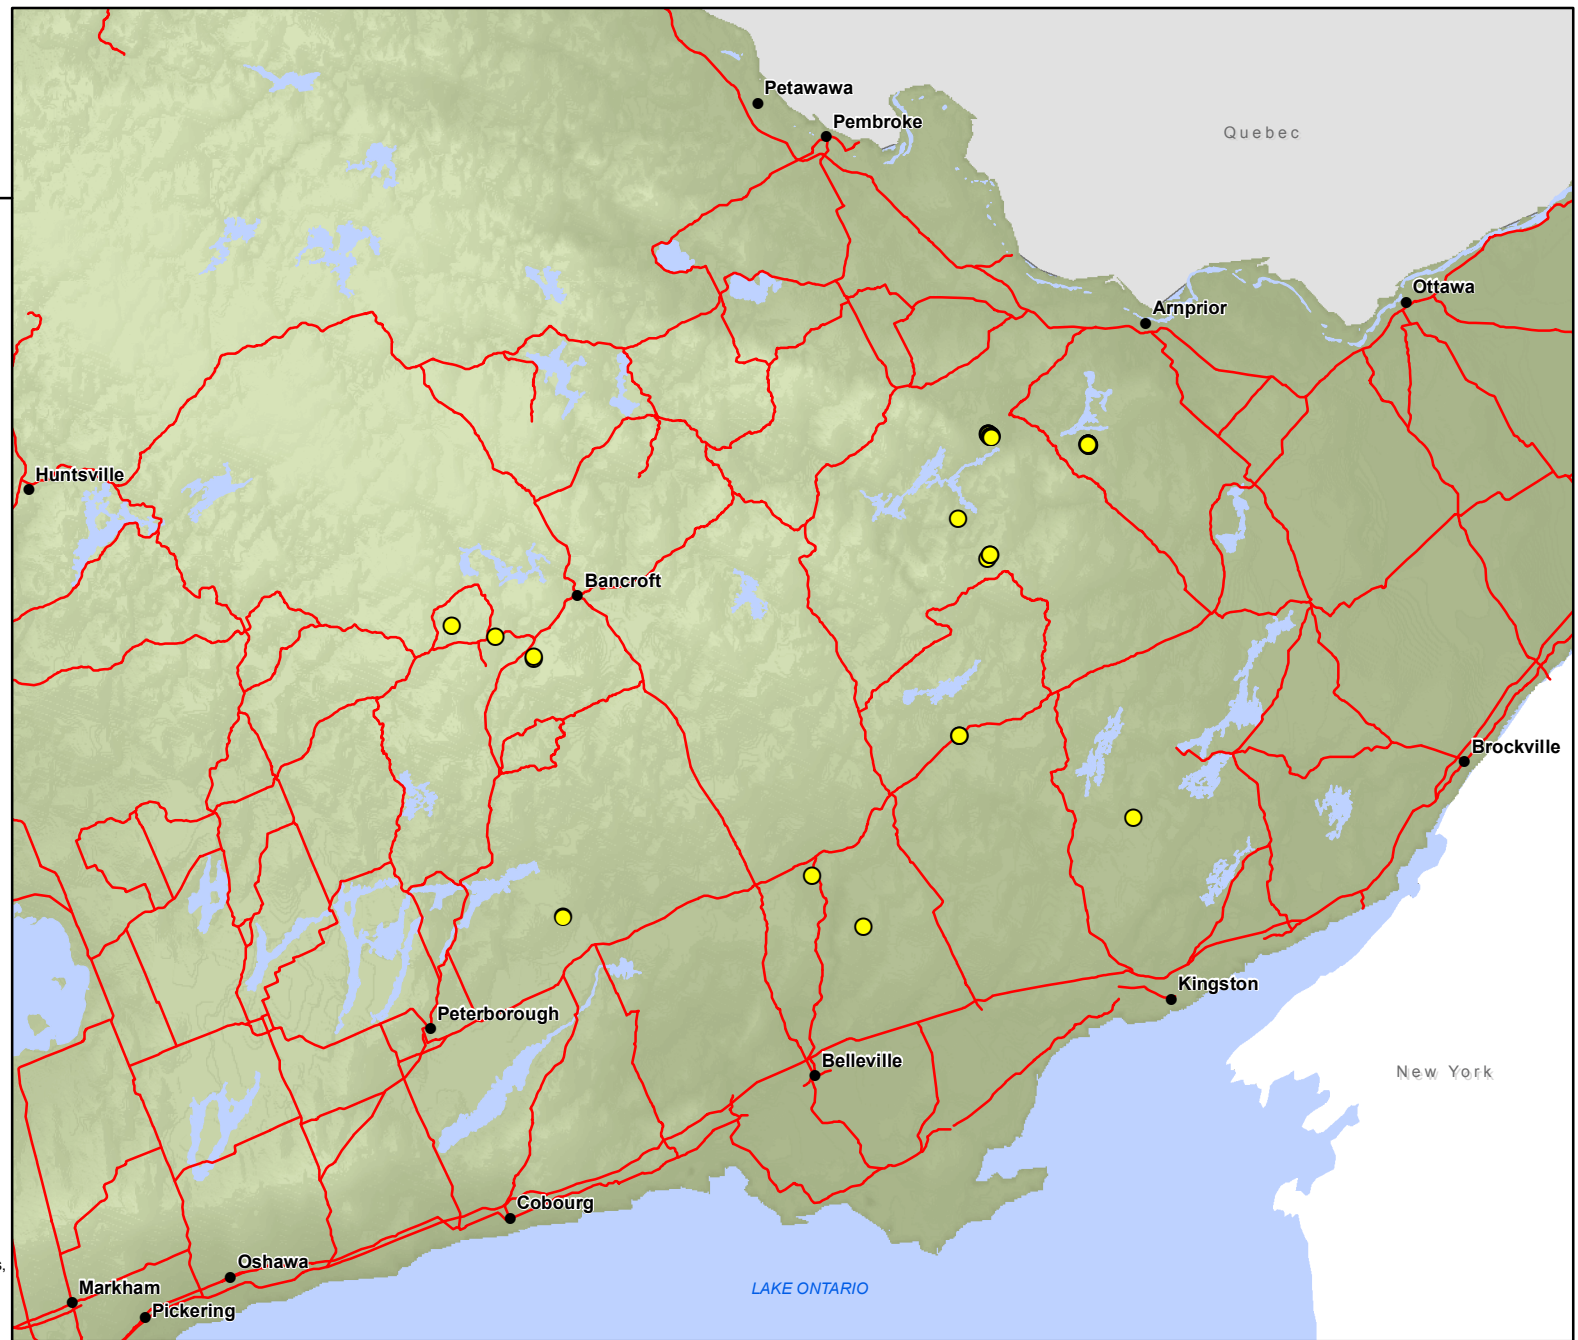 Petawawa
Pembroke
Quebec
Ottawa
Arnprior
Huntsville
Bancroft
Brockville
Kingston
Peterborough
Belleville
New York
Cobourg
Oshawa
LAKE ONTARIO
Markham
Pickering